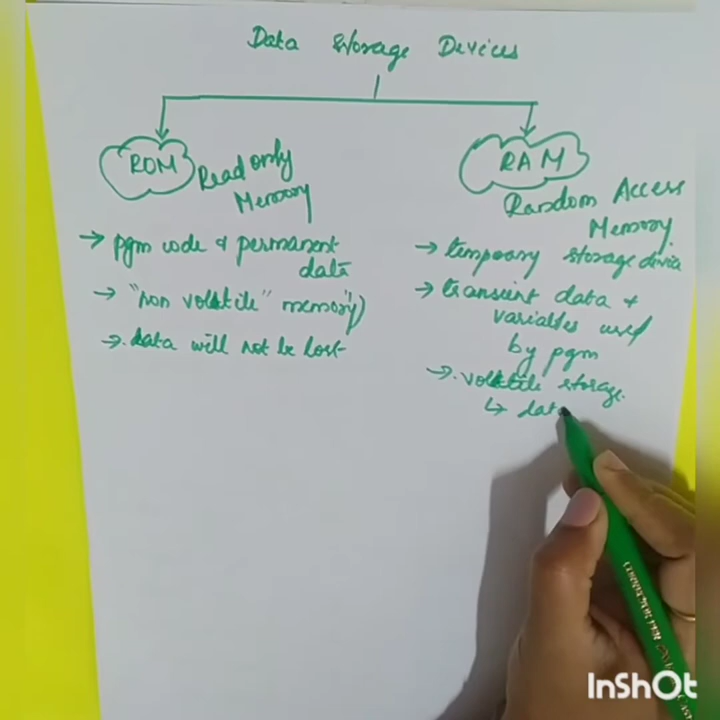 Data Storage Devices
ROM
Read only
Memory
→ pgm code & permanent
data
→ "non volatile" memory)
→ . data will not be lost
RAM
Random Access
Memory.
→ temporary storage device
→ transient data &
variables used
by pgm
→ . volatile storage.
↳ dat
InShOt